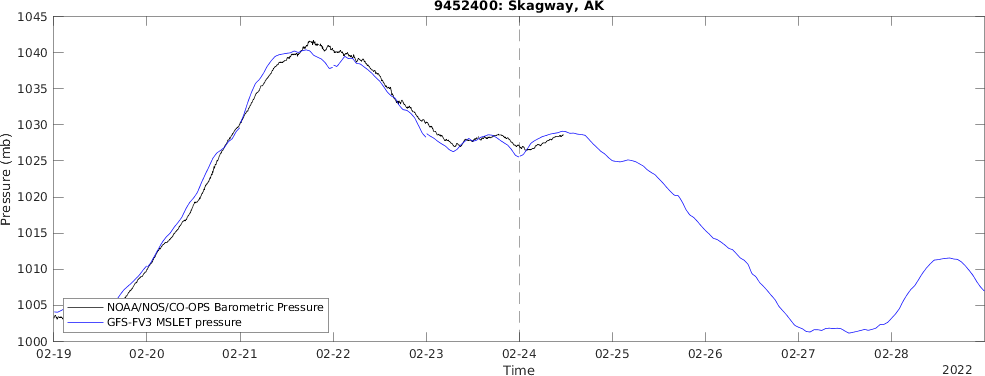 9452400: Skagway, AK
Pressure (mb)
1045
1040
1035
1030
1025
1020
1015
1010
1005
1000
NOAA/NOS/CO-OPS Barometric Pressure
GFS-FV3 MSLET pressure
02-19 02-20 02-21 02-22 02-23 02-24 02-25 02-26 02-27 02-28
Time
2022